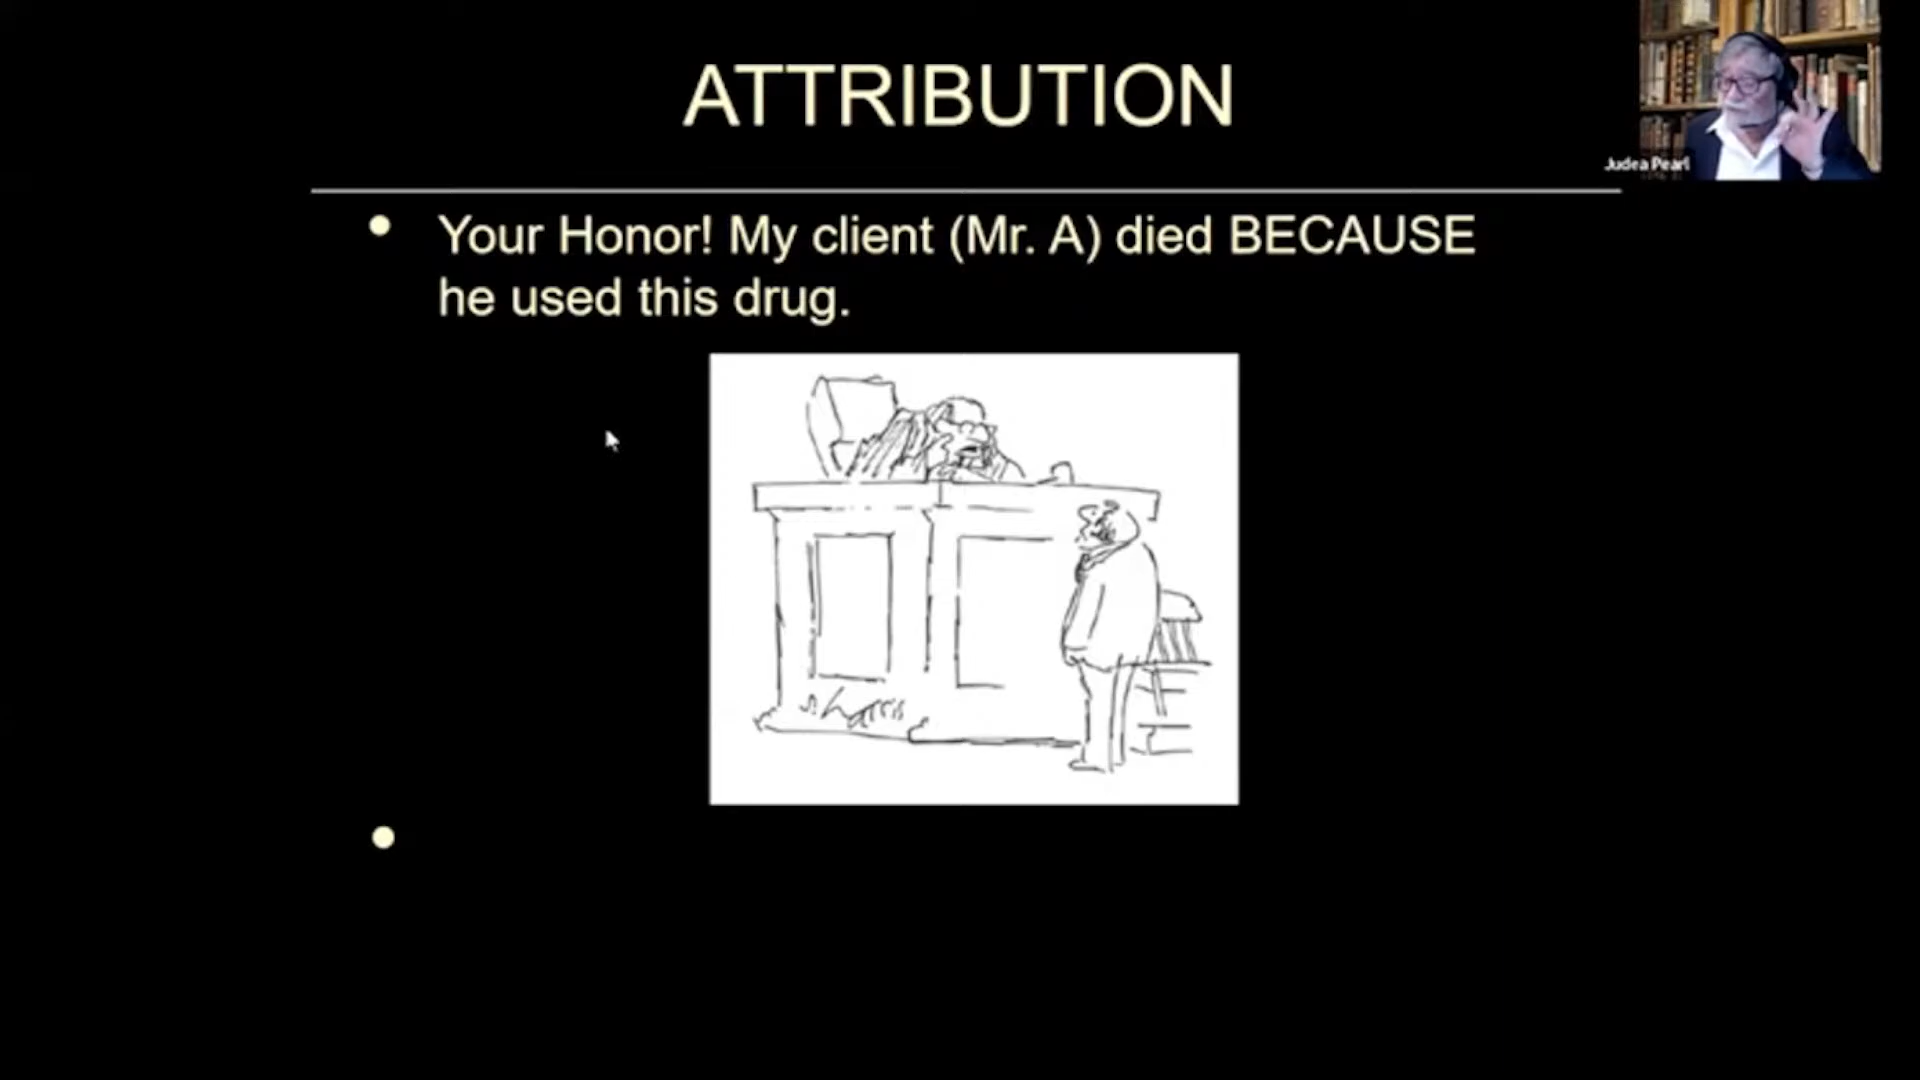 ATTRIBUTION
Judea Pearl
• Your Honor! My client (Mr. A) died BECAUSE
he used this drug.
•